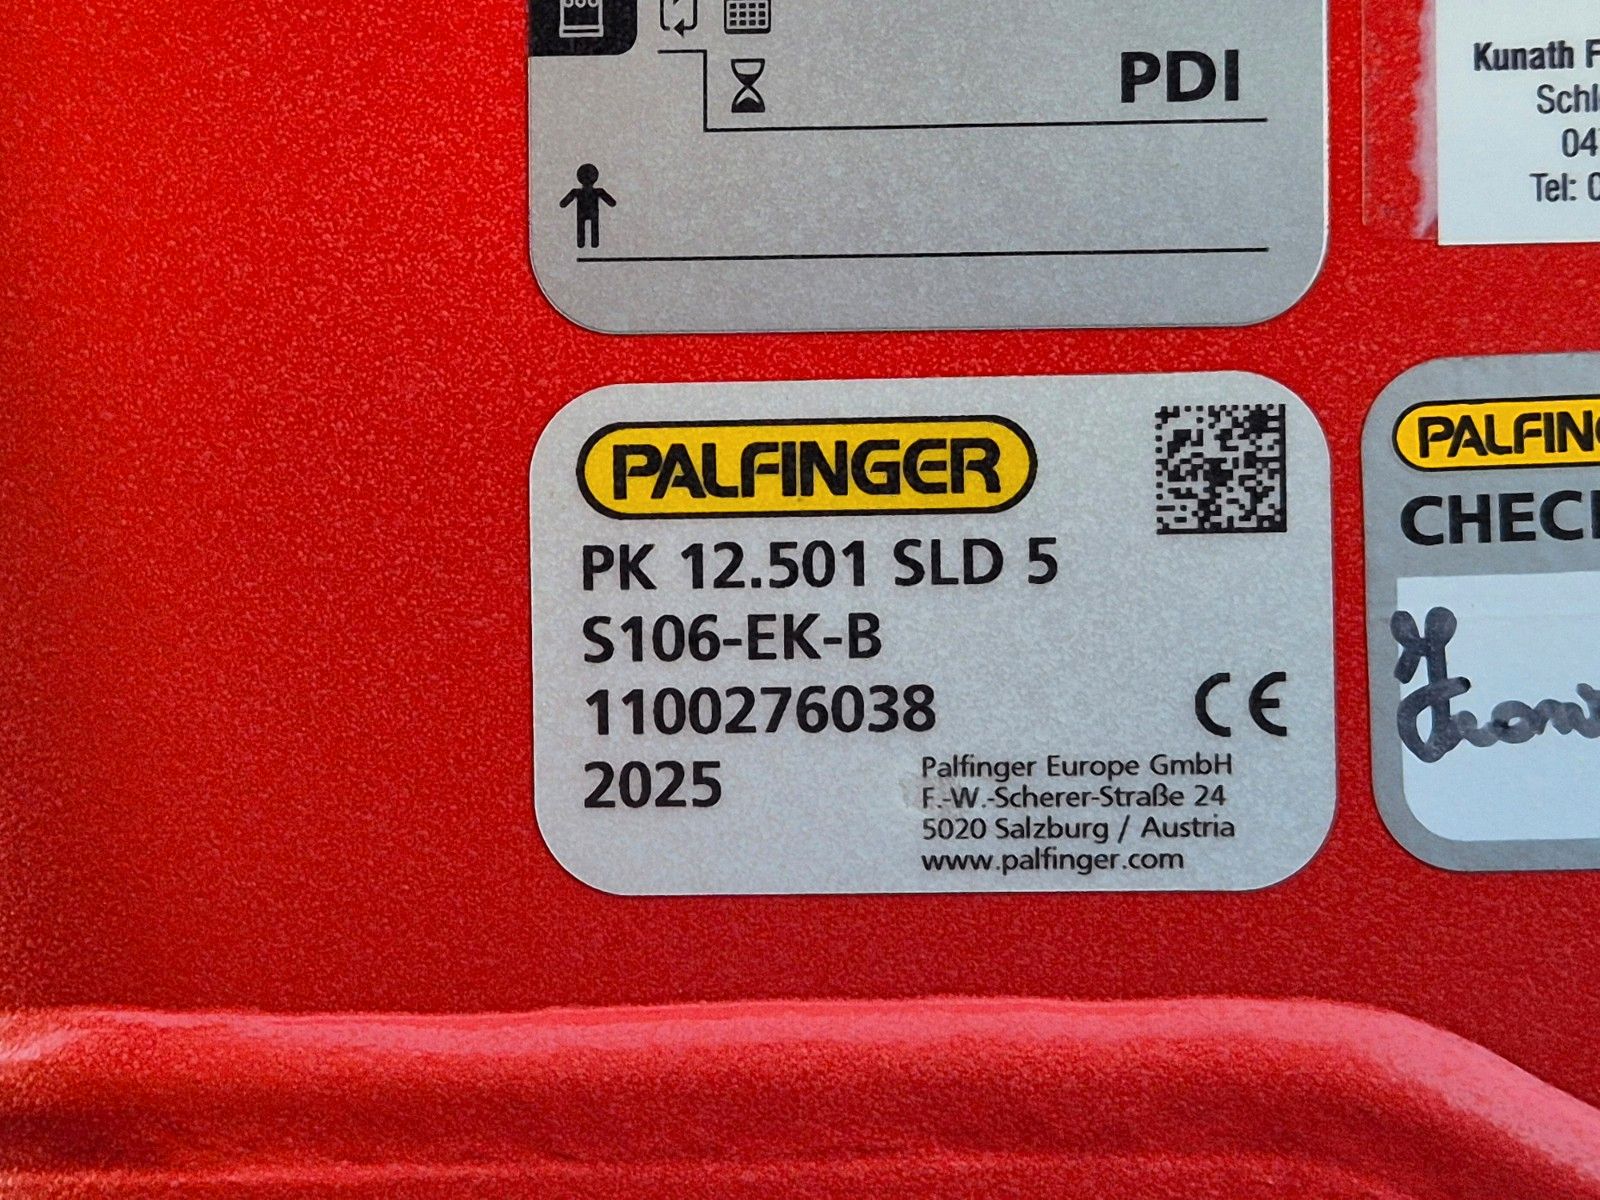 PDI
Kunath
Tel:
PALFINGER
PK 12.501 SLD 5
S106-EK-B
1100276038
2025
Palfinger Europe GmbH
F.-W.-Scherer-Straße 24
5020 Salzburg / Austria
www.palfinger.com